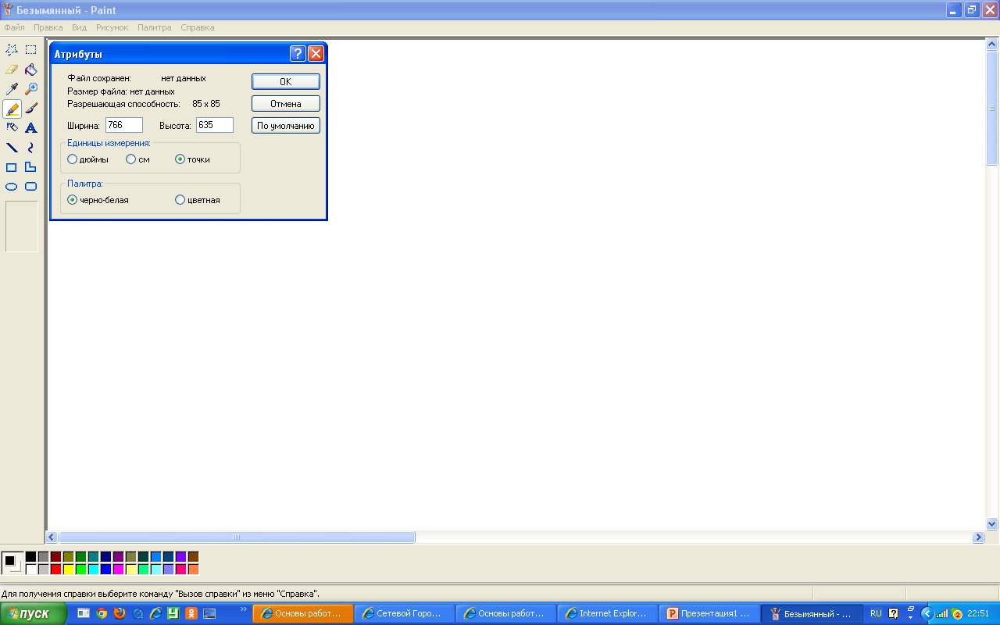 Безымянный - Paint
Файл Правка Вид Рисунок Палитра Справка
Атрибуты
Файл сохранен: нет данных
Размер файла: нет данных
Разрешающая способность: 85 x 85
Ширина: 766 Высота: 635
Единицы измерения:
дюймы см точки
Палитра:
черно-белая цветная
OK
Отмена
По умолчанию
Для получения справки выберите команду "Вызов справки" из меню "Справка".
пуск
Основы работ...
Сетевой Горо...
Основы работ...
Internet Explor...
Презентация1 ...
Безымянный - ...
RU
2
22:51